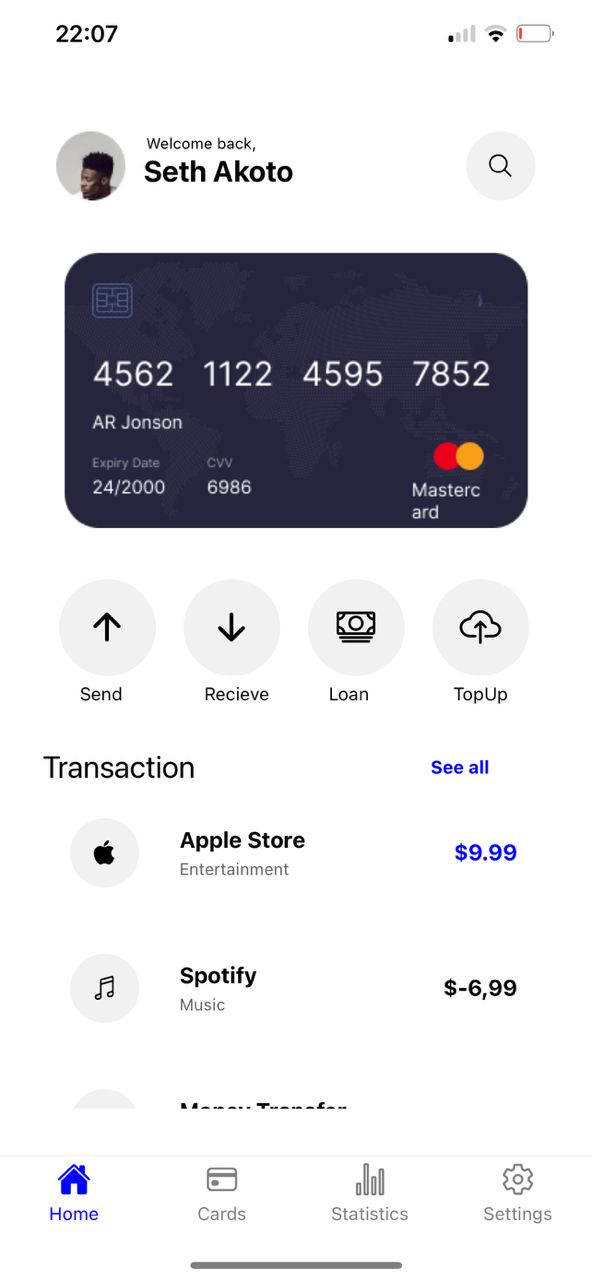 22:07
Welcome back,
Seth Akoto
4562 1122 4595 7852
AR Jonson
Expiry Date CVV
24/2000 6986
Masterc
ard
Send Recieve Loan TopUp
Transaction See all
Apple Store
Entertainment
$9.99
Spotify
Music
$-6,99
Money Transfer
Home Cards Statistics Settings